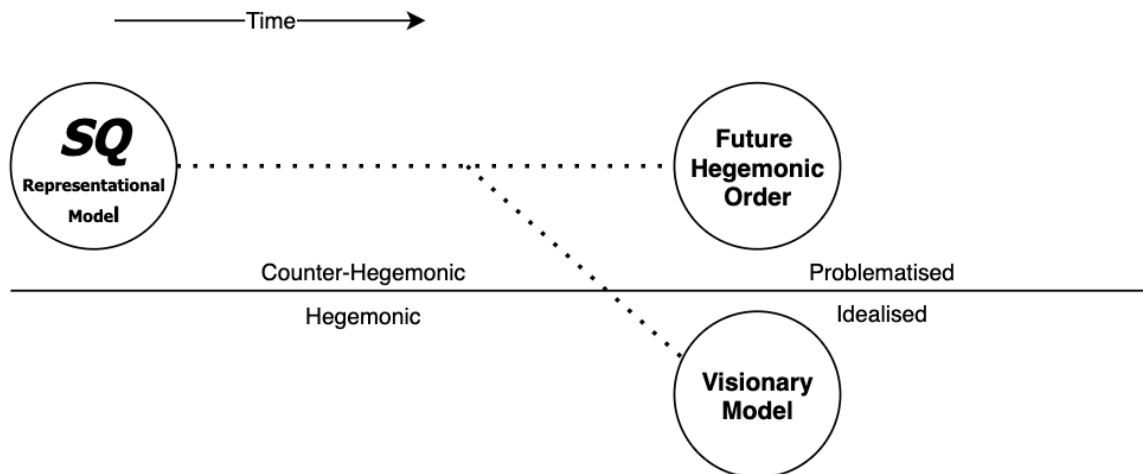 Time
SQ
Representational
Model
Future
Hegemonic
Order
Counter-Hegemonic
Problematised
Hegemonic
Idealised
Visionary
Model